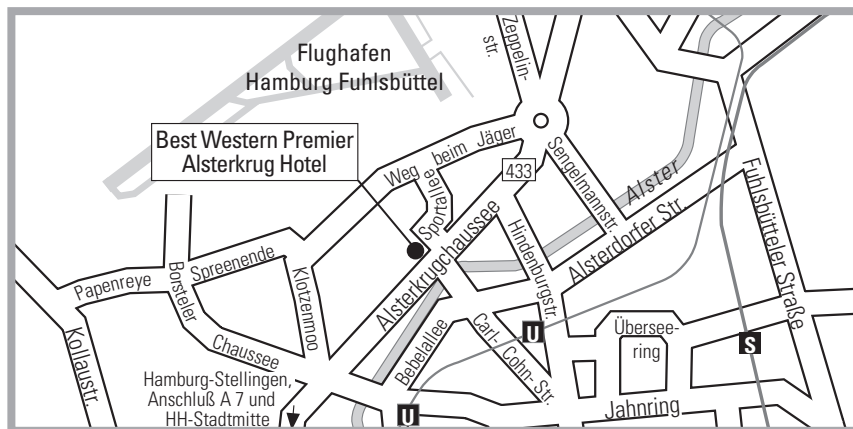 Flughafen
Hamburg Fuhlsbüttel
Zeppelin-
str.
Best Western Premier
Alsterkrug Hotel
Weg beim Jäger
433
Sportallee
Sengelmannstr.
Alster
Alsterkrugchaussee
Hindenburgstr.
Alsterdorfer Str.
Fuhlsbütteler Straße
Papenreye
Spreenende
Borsteler
Chaussee
Klotzenmoo
Kollaustr.
Bebelallee
Carl-
Cohn-
Str.
U
Übersee-
ring
S
Hamburg-Stellingen,
Anschluß A 7 und
HH-Stadtmitte
U
Jahnring